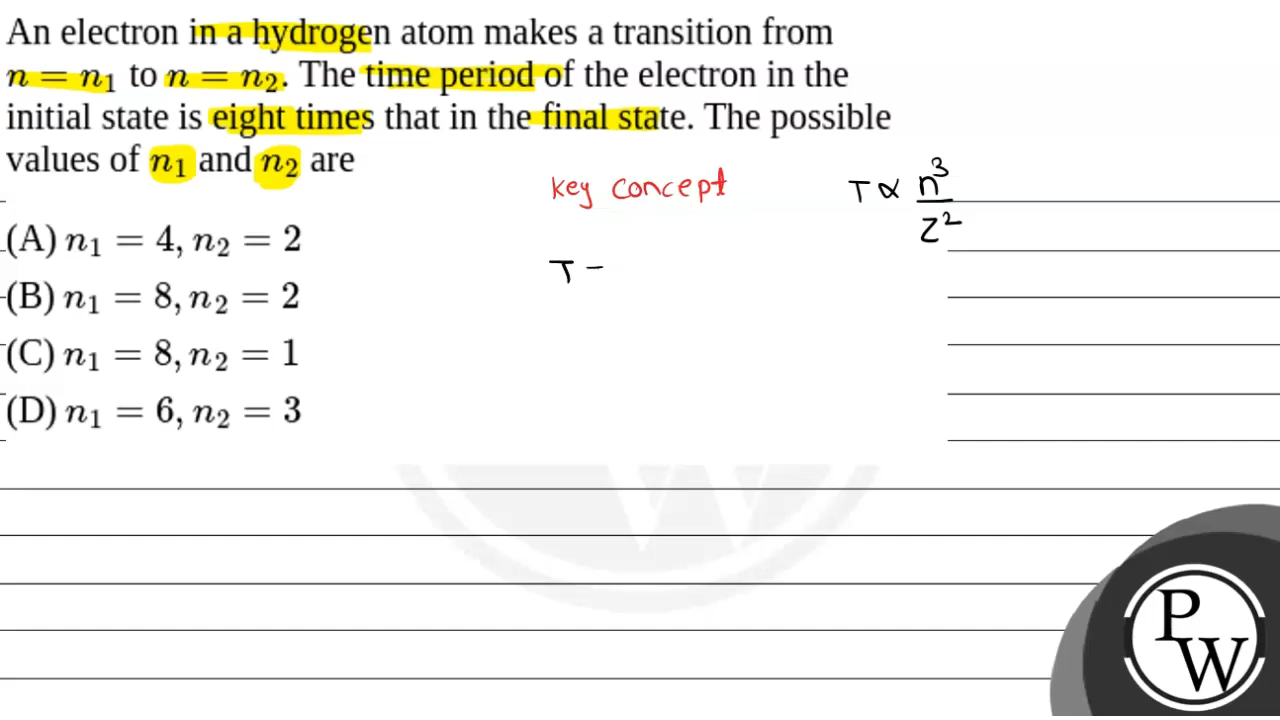 An electron in a hydrogen atom makes a transition from
n = n₁ to n = n₂. The time period of the electron in the
initial state is eight times that in the final state. The possible
values of n₁ and n₂ are
key concept T ∝ n³/Z²
T =
(A) n₁ = 4, n₂ = 2
(B) n₁ = 8, n₂ = 2
(C) n₁ = 8, n₂ = 1
(D) n₁ = 6, n₂ = 3
W
P
W